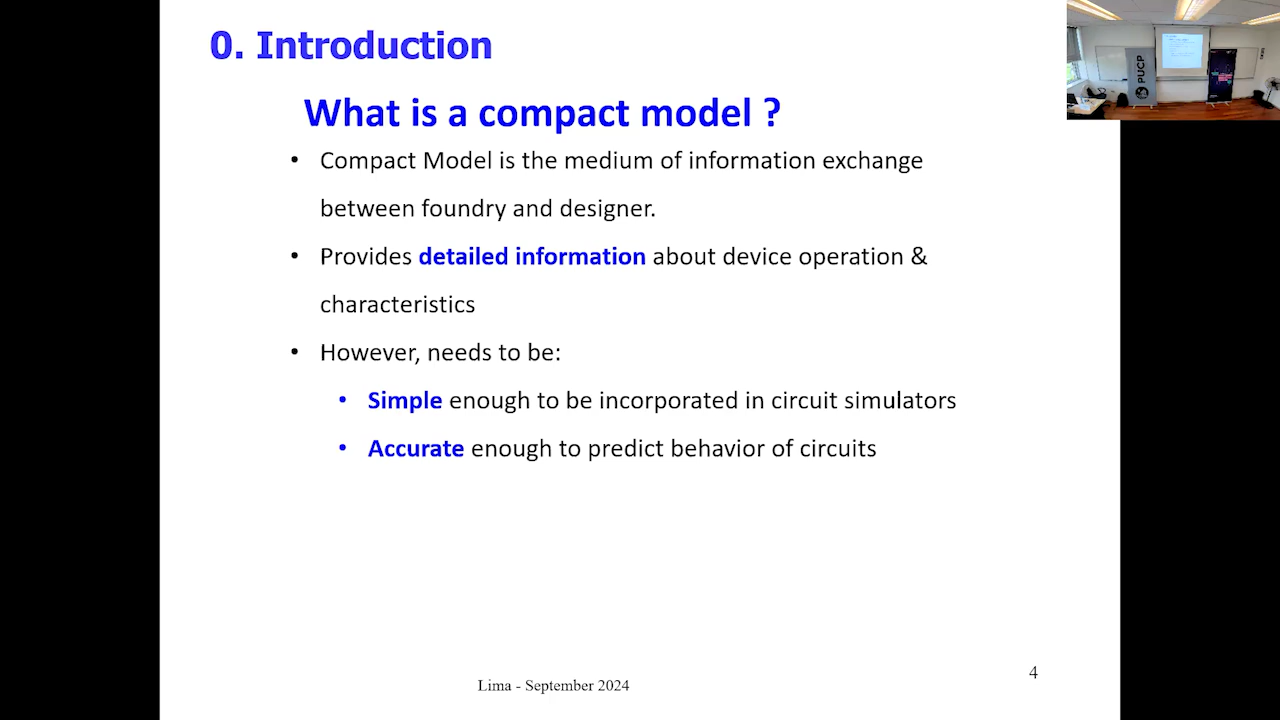 0. Introduction
What is a compact model ?
• Compact Model is the medium of information exchange
between foundry and designer.
• Provides detailed information about device operation &
characteristics
• However, needs to be:
• Simple enough to be incorporated in circuit simulators
• Accurate enough to predict behavior of circuits
Lima - September 2024
4
PUCP